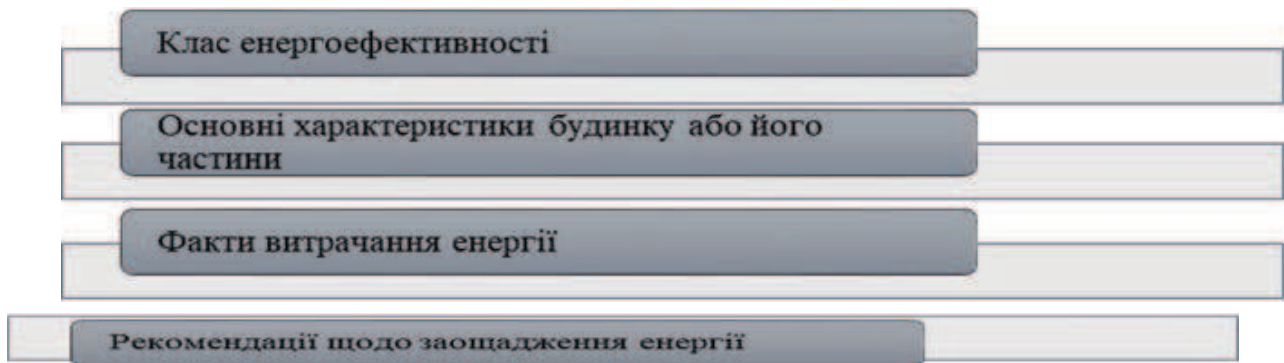 Клас енергоефективності
Основні характеристики будинку або його
частини
Факти витрачання енергії
Рекомендації щодо заощадження енергії